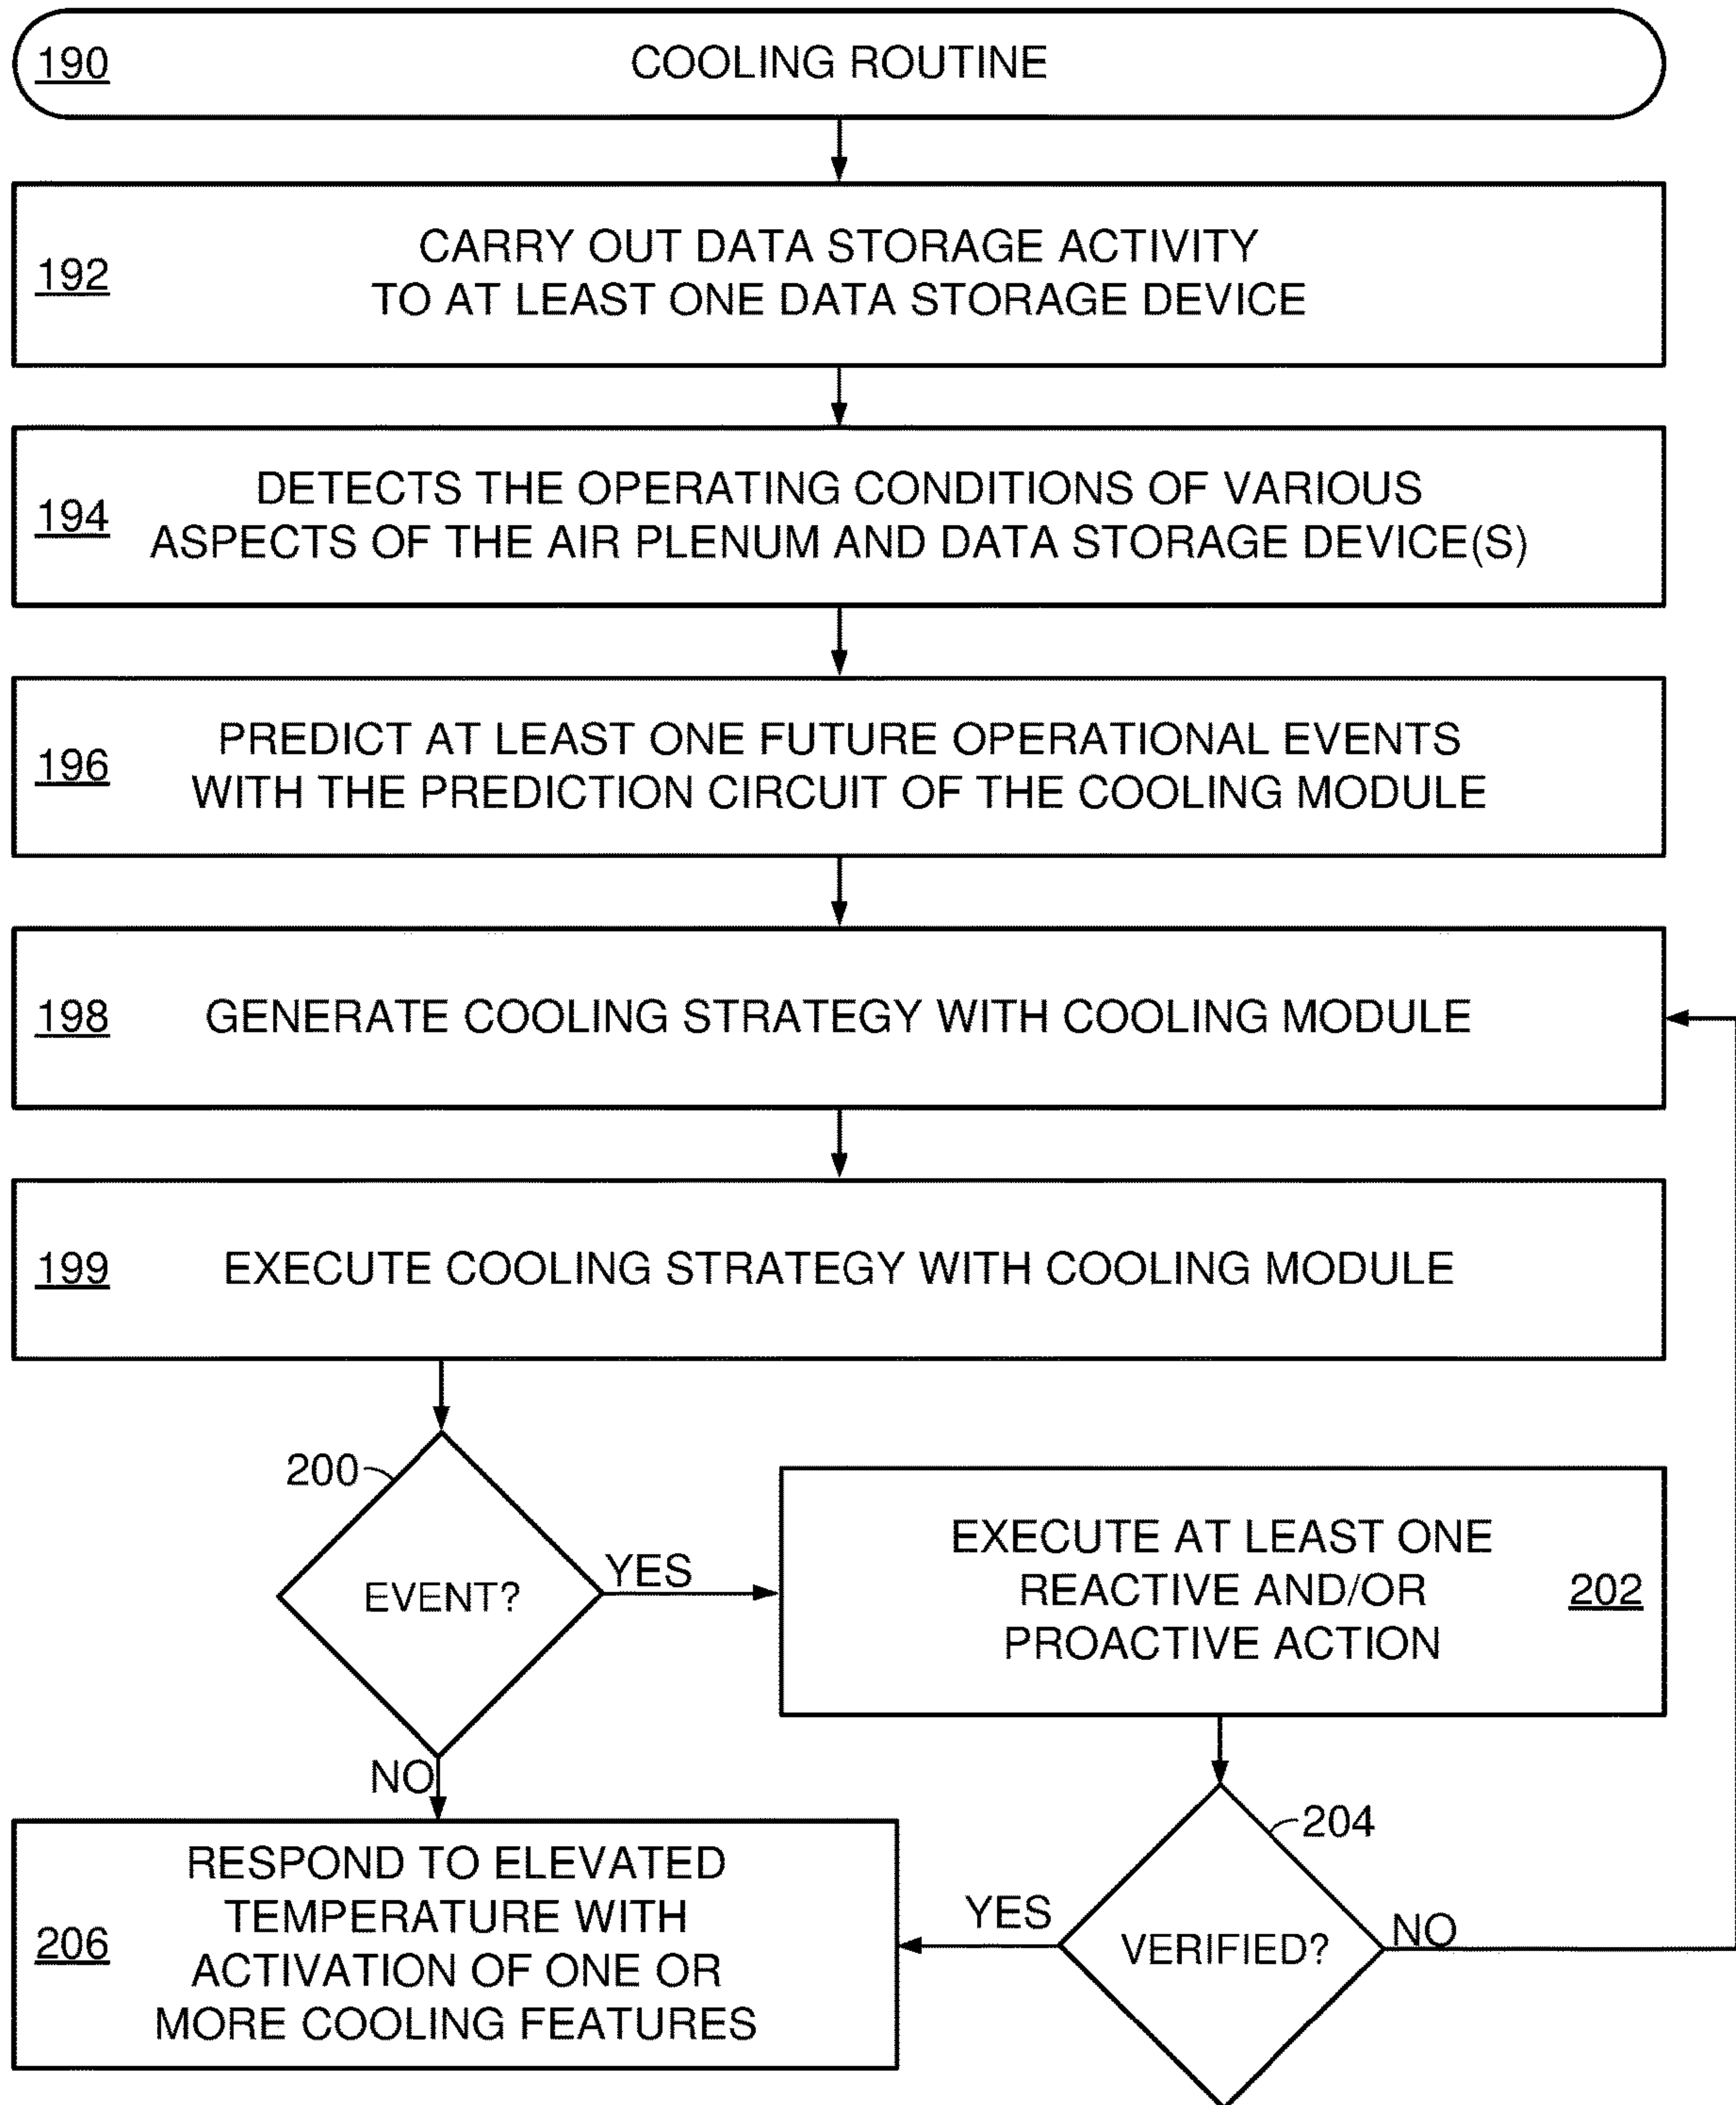 190
COOLING ROUTINE
192
CARRY OUT DATA STORAGE ACTIVITY
TO AT LEAST ONE DATA STORAGE DEVICE
194
DETECTS THE OPERATING CONDITIONS OF VARIOUS
ASPECTS OF THE AIR PLENUM AND DATA STORAGE DEVICE(S)
196
PREDICT AT LEAST ONE FUTURE OPERATIONAL EVENTS
WITH THE PREDICTION CIRCUIT OF THE COOLING MODULE
198
GENERATE COOLING STRATEGY WITH COOLING MODULE
199
EXECUTE COOLING STRATEGY WITH COOLING MODULE
200
EVENT?
YES
EXECUTE AT LEAST ONE
REACTIVE AND/OR
PROACTIVE ACTION
202
NO
204
VERIFIED?
YES
NO
206
RESPOND TO ELEVATED
TEMPERATURE WITH
ACTIVATION OF ONE OR
MORE COOLING FEATURES